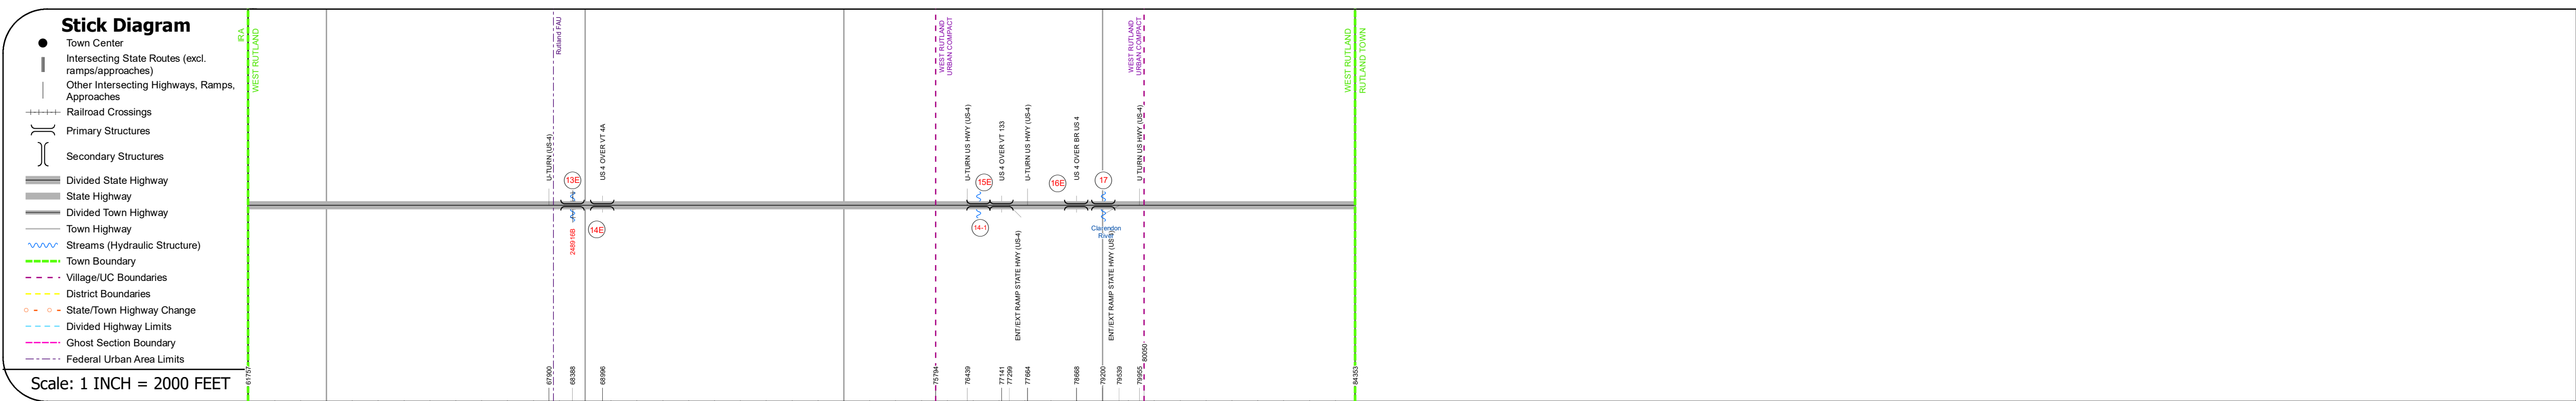 Stick Diagram
Town Center
Intersecting State Routes (excl.
ramps/approaches)
Other Intersecting Highways, Ramps,
Approaches
Railroad Crossings
Primary Structures
Secondary Structures
Divided State Highway
State Highway
Divided Town Highway
Town Highway
Streams (Hydraulic Structure)
Town Boundary
Village/UC Boundaries
District Boundaries
State/Town Highway Change
Divided Highway Limits
Ghost Section Boundary
Federal Urban Area Limits
Scale: 1 INCH = 2000 FEET
IRA
WEST RUTLAND
Rutland FAU
U-TURN (US-4)
13E
248916B
US 4 OVER VT 4A
14E
WEST RUTLAND
URBAN COMPACT
U-TURN US HWY (US-4)
15E
14-1
US 4 OVER VT 133
ENT/EXT RAMP STATE HWY (US-4)
U-TURN US HWY (US-4)
16E
US 4 OVER BR US 4
17
Clarendon
River
ENT/EXT RAMP STATE HWY (US-4)
U TURN US HWY (US-4)
WEST RUTLAND
URBAN COMPACT
WEST RUTLAND
RUTLAND TOWN
61757
67900
68388
68996
75794
76439
77141
77299
77664
78668
79200
79539
79955
80050
84353